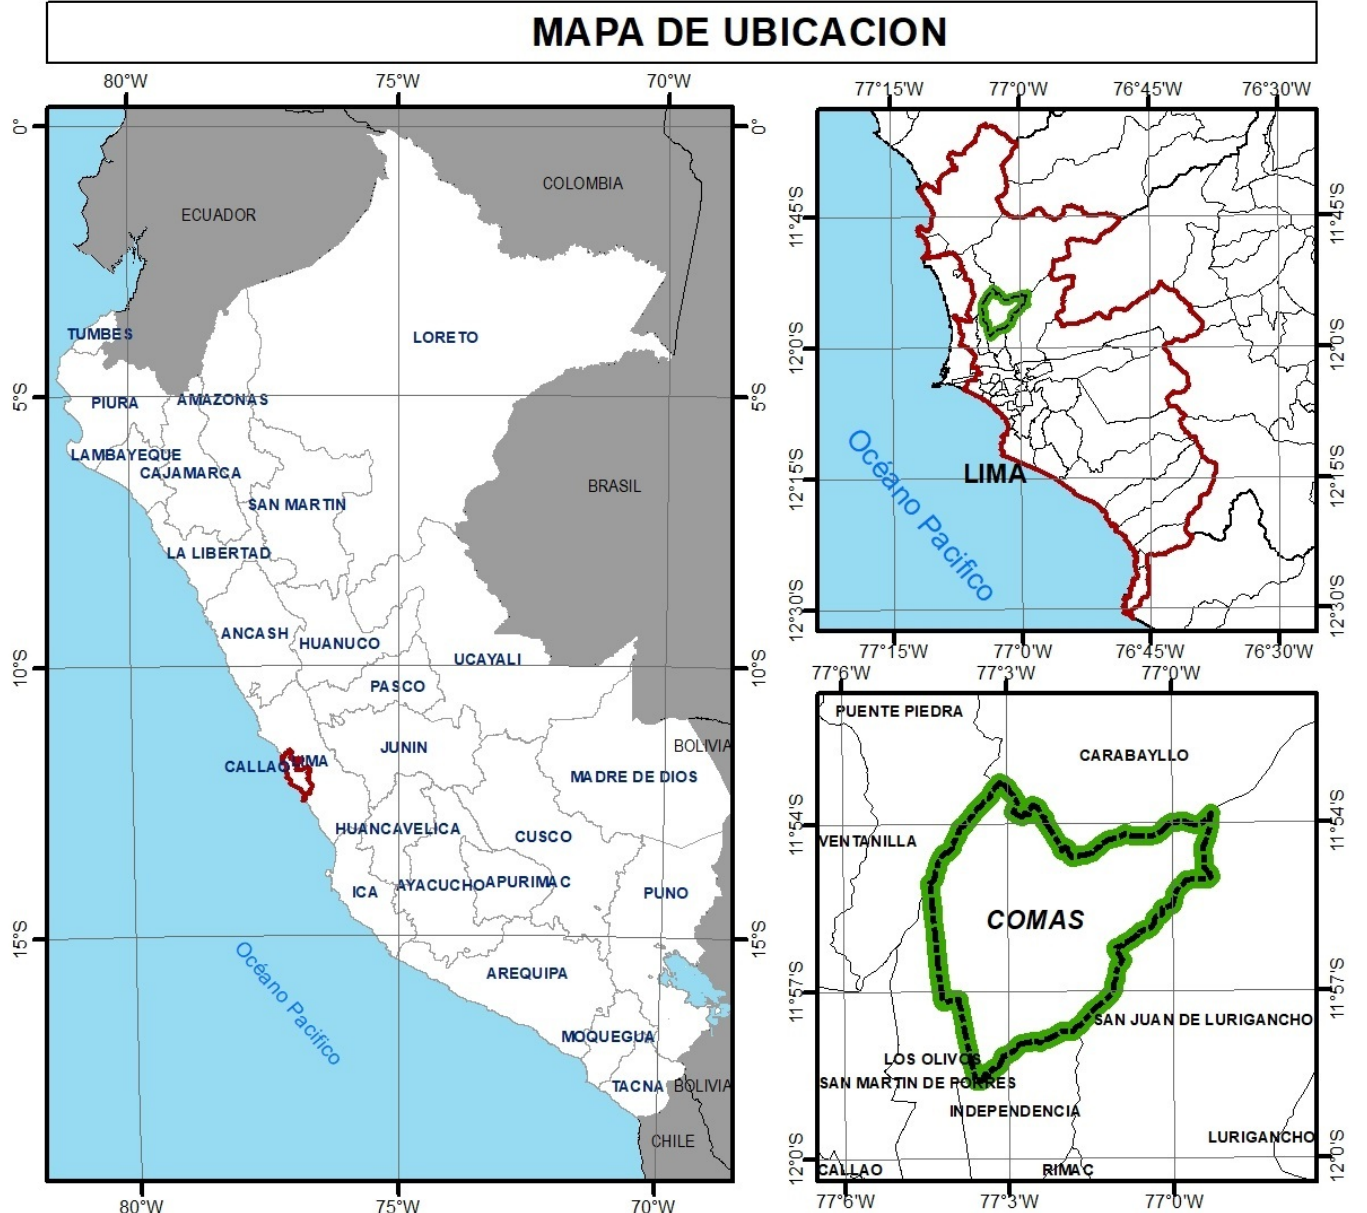 MAPA DE UBICACION
80°W 75°W 70°W
0° 0°
COLOMBIA
ECUADOR
TUMBES
LORETO
5°S 5°S
PIURA
AMAZONAS
LAMBAYEQUE
CAJAMARCA
BRASIL
SAN MARTIN
LA LIBERTAD
ANCASH
HUANUCO
UCAYALI
10°S 10°S
PASCO
JUNIN
BOLIVIA
CALLAO
MADRE DE DIOS
HUANCAVELICA
CUSCO
ICA
AYACUCHO
APURIMAC
PUNO
15°S 15°S
Océano Pacifico
AREQUIPA
MOQUEGUA
TACNA
BOLIVIA
CHILE
80°W 75°W 70°W
77°15'W 77°0'W 76°45'W 76°30'W
11°45'S 11°45'S
12°0'S 12°0'S
Océano Pacifico
LIMA
12°15'S 12°15'S
12°30'S 12°30'S
77°15'W 77°0'W 76°45'W 76°30'W
77°6'W 77°3'W 77°0'W
PUENTE PIEDRA
CARABAYLLO
11°54'S 11°54'S
VENTANILLA
COMAS
11°57'S 11°57'S
SAN JUAN DE LURIGANCHO
LOS OLIVOS
SAN MARTIN DE PORRES
INDEPENDENCIA
LURIGANCHO
12°0'S 12°0'S
CALLAO
RIMAC
77°6'W 77°3'W 77°0'W